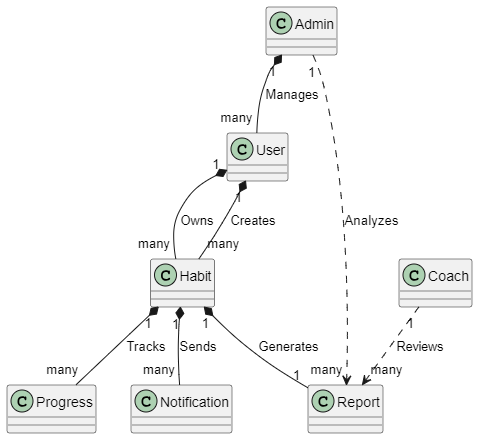 C Admin
1
1
Manages
many
C User
1
1
Owns
Creates
Analyzes
many
many
C Habit
C Coach
1
1
1
1
Tracks
Sends
Generates
Reviews
many
many
1
many
many
C Progress
C Notification
C Report